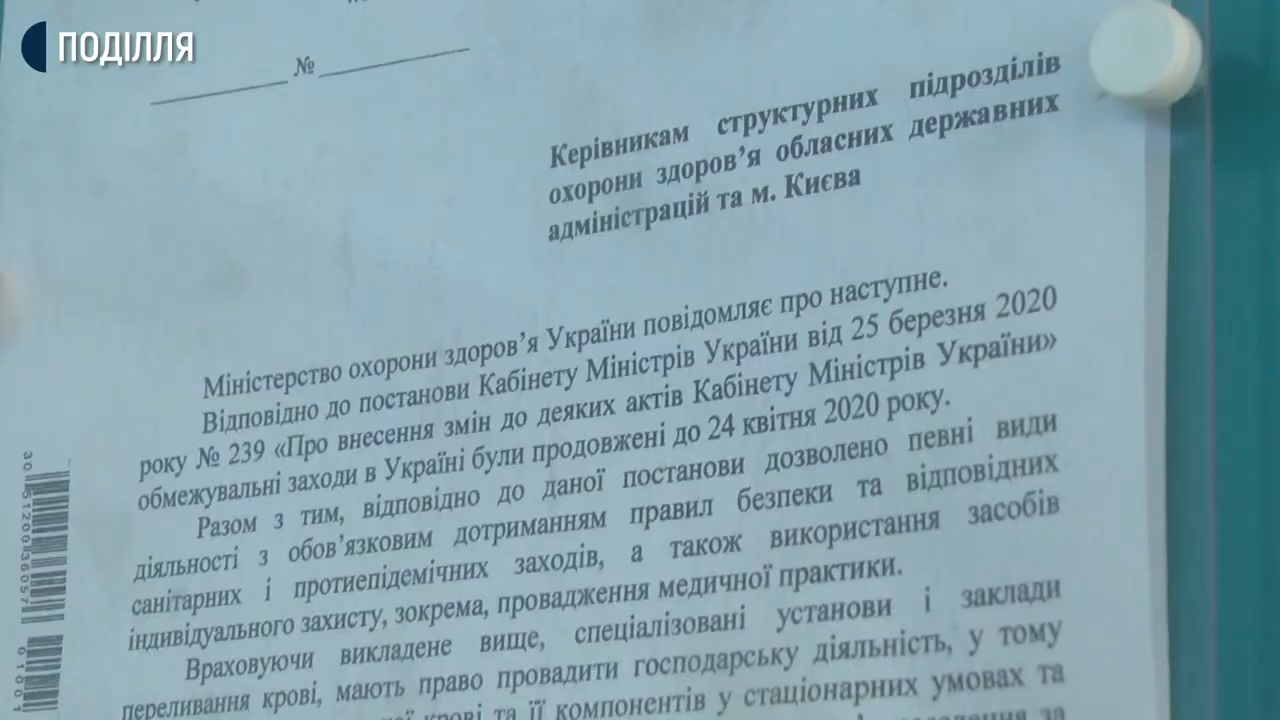 ПОДІЛЛЯ
№
Керівникам структурних підрозділів
охорони здоров’я обласних державних
адміністрацій та м. Києва
Міністерство охорони здоров’я України повідомляє про наступне.
Відповідно до постанови Кабінету Міністрів України від 25 березня 2020
року № 239 «Про внесення змін до деяких актів Кабінету Міністрів України»
обмежувальні заходи в Україні були продовжені до 24 квітня 2020 року.
Разом з тим, відповідно до даної постанови дозволено певні види
діяльності з обов’язковим дотриманням правил безпеки та відповідних
санітарних і протиепідемічних заходів, а також використання засобів
індивідуального захисту, зокрема, провадження медичної практики.
Враховуючи викладене вище, спеціалізовані установи і заклади
переливання крові, мають право провадити господарську діяльність, у тому
крові та її компонентів у стаціонарних умовах та